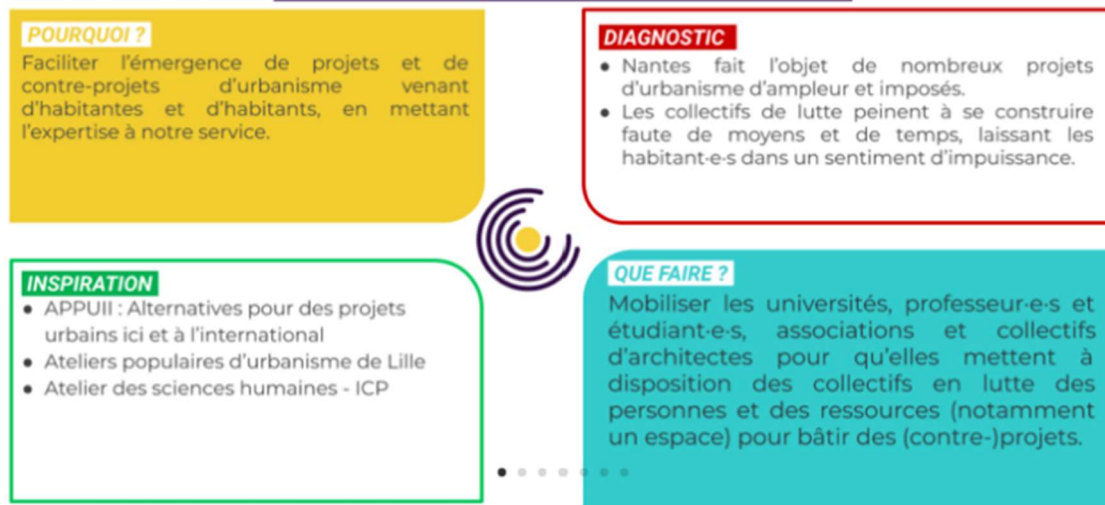 POURQUOI ?
Faciliter l'émergence de projets et de
contre-projets d'urbanisme venant
d'habitantes et d'habitants, en mettant
l'expertise à notre service.
DIAGNOSTIC
● Nantes fait l'objet de nombreux projets
d'urbanisme d'ampleur et imposés.
● Les collectifs de lutte peinent à se construire
faute de moyens et de temps, laissant les
habitant·e·s dans un sentiment d'impuissance.
INSPIRATION
● APPUII : Alternatives pour des projets
urbains ici et à l'international
● Ateliers populaires d'urbanisme de Lille
● Atelier des sciences humaines - ICP
QUE FAIRE ?
Mobiliser les universités, professeur·e·s et
étudiant·e·s, associations et collectifs
d'architectes pour qu'elles mettent à
disposition des collectifs en lutte des
personnes et des ressources (notamment
un espace) pour bâtir des (contre-)projets.